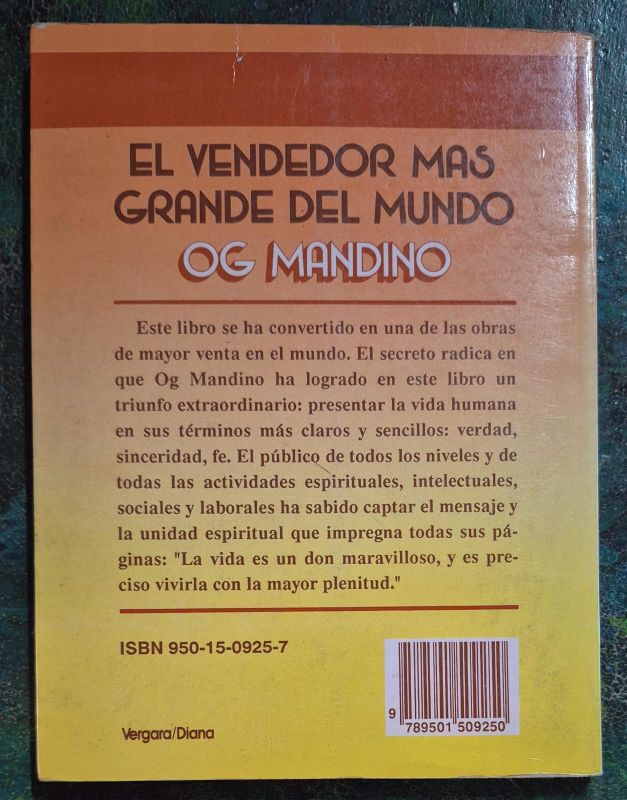 EL VENDEDOR MAS
GRANDE DEL MUNDO
OG MANDINO
Este libro se ha convertido en una de las obras
de mayor venta en el mundo. El secreto radica en
que Og Mandino ha logrado en este libro un
triunfo extraordinario: presentar la vida humana
en sus términos más claros y sencillos: verdad,
sinceridad, fe. El público de todos los niveles y de
todas las actividades espirituales, intelectuales,
sociales y laborales ha sabido captar el mensaje y
la unidad espiritual que impregna todas sus pá-
ginas: "La vida es un don maravilloso, y es pre-
ciso vivirla con la mayor plenitud."
ISBN 950-15-0925-7
9 789501 509250
Vergara/Diana